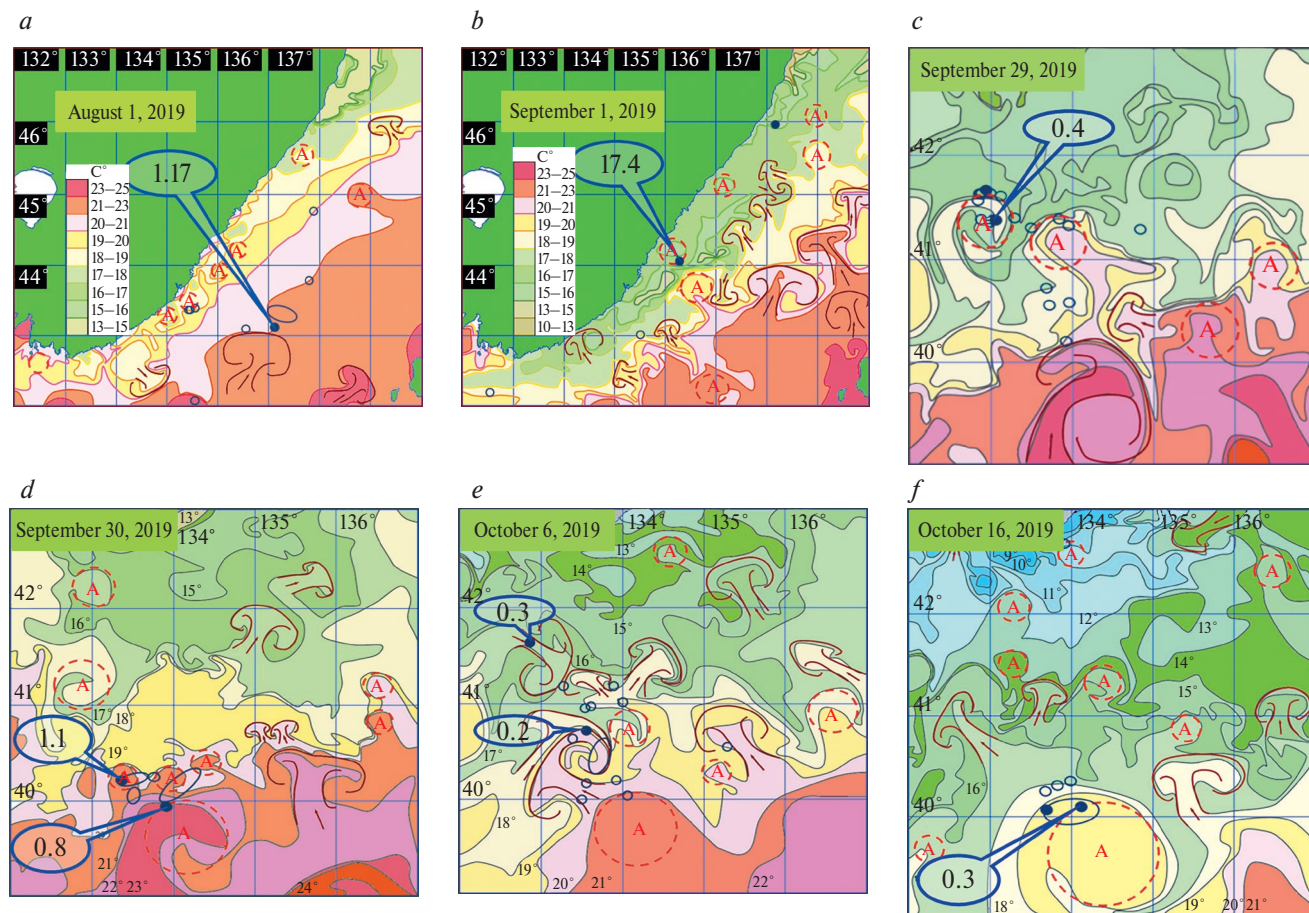 a
132° 133° 134° 135° 136° 137°
August 1, 2019
46°
1.17
C°
23–25
21–23
20–21
19–20
18–19
17–18
16–17
15–16
13–15
45°
44°
A
A
A
A
A
A
b
132° 133° 134° 135° 136° 137°
September 1, 2019
46°
17.4
C°
23–25
21–23
20–21
19–20
18–19
17–18
16–17
15–16
13–15
10–13
45°
44°
A
A
A
A
c
September 29, 2019
42°
0.4
41°
40°
A
A
A
A
d
September 30, 2019
13°
134°
135°
136°
A
15°
42°
16°
A
41°
17° 18°
A
A
1.1
19°
A
A
A
40°
0.8
A
21°
22° 23°
24°
e
October 6, 2019
134°
135°
136°
13°
A
14°
42°
0.3
15°
16°
41°
A
0.2
A
17°
A
40°
18°
A
19°
20°
21°
22°
f
October 16, 2019
134°
135°
136°
9°
10°
A
A
11°
42°
A
12°
13°
A
14°
A
15°
41°
A
16°
40°
A
A
0.3
18°
19°
20° 21°